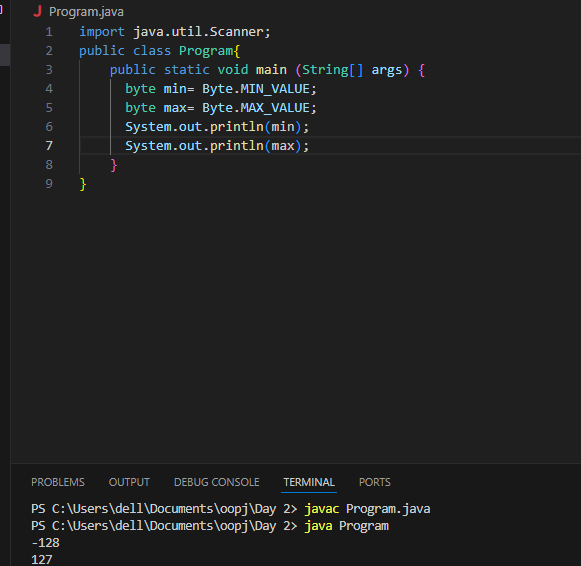 J Program.java
1 import java.util.Scanner;
2 public class Program{
3     public static void main (String[] args) {
4       byte min= Byte.MIN_VALUE;
5       byte max= Byte.MAX_VALUE;
6       System.out.println(min);
7       System.out.println(max);
8     }
9 }
PROBLEMS OUTPUT DEBUG CONSOLE TERMINAL PORTS
PS C:\Users\dell\Documents\oopj\Day 2> javac Program.java
PS C:\Users\dell\Documents\oopj\Day 2> java Program
-128
127